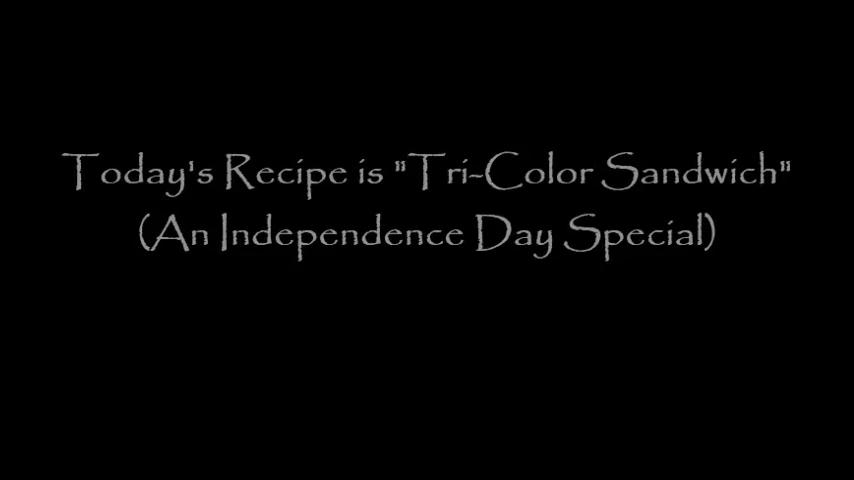 Today's Recipe is "Tri-Color Sandwich"
(An Independence Day Special)